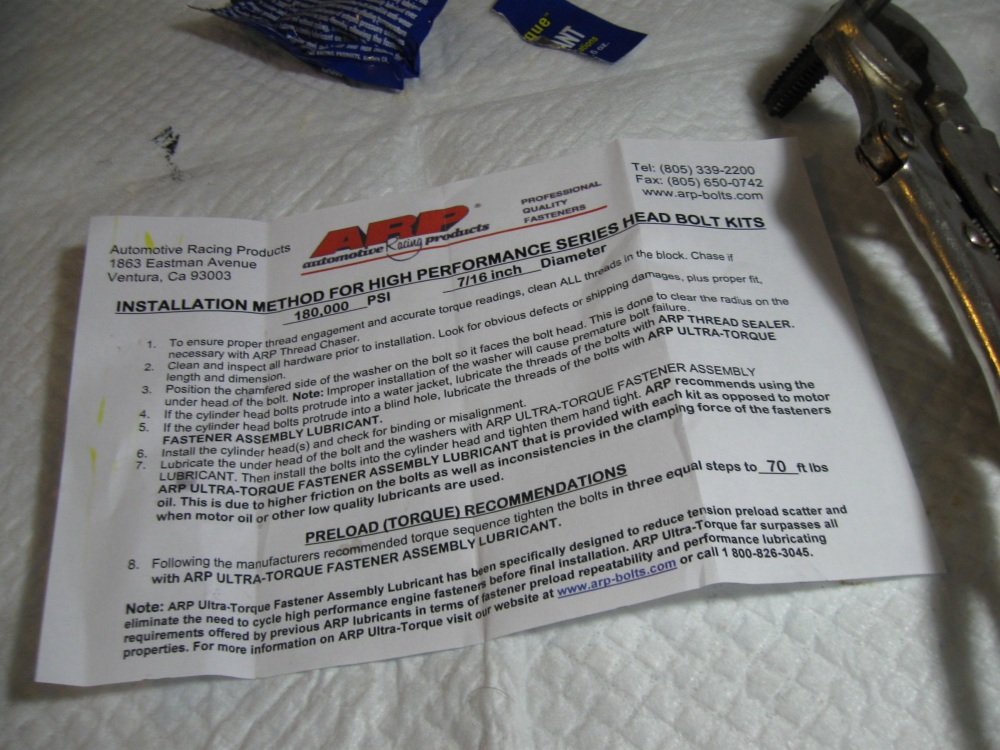 que™
ANT
Tel: (805) 339-2200
Fax: (805) 650-0742
www.arp-bolts.com
ARP®
automotive Racing products
PROFESSIONAL
QUALITY
FASTENERS
Automotive Racing Products
1863 Eastman Avenue
Ventura, Ca 93003
INSTALLATION METHOD FOR HIGH PERFORMANCE SERIES HEAD BOLT KITS
180,000 PSI 7/16 inch Diameter
1. To ensure proper thread engagement and accurate torque readings, clean ALL threads in the block. Chase if
necessary with ARP Thread Chaser.
2. Clean and inspect all hardware prior to installation. Look for obvious defects or shipping damages, plus proper fit,
length and dimension.
3. Position the chamfered side of the washer on the bolt so it faces the bolt head. This is done to clear the radius on the
under head of the bolt. Note: Improper installation of the washer will cause premature bolt failure.
4. If the cylinder head bolts protrude into a water jacket, lubricate the threads of the bolts with ARP THREAD SEALER.
5. If the cylinder head bolts protrude into a blind hole, lubricate the threads of the bolts with ARP ULTRA-TORQUE
FASTENER ASSEMBLY LUBRICANT.
6. Install the cylinder head(s) and check for binding or misalignment.
7. Lubricate the under head of the bolt and the washers with ARP ULTRA-TORQUE FASTENER ASSEMBLY
LUBRICANT. Then install the bolts into the cylinder head and tighten them hand tight. ARP recommends using the
ARP ULTRA-TORQUE FASTENER ASSEMBLY LUBRICANT that is provided with each kit as opposed to motor
oil. This is due to higher friction on the bolts as well as inconsistencies in the clamping force of the fasteners
when motor oil or other low quality lubricants are used.
PRELOAD (TORQUE) RECOMMENDATIONS
8. Following the manufacturers recommended torque sequence tighten the bolts in three equal steps to 70 ft lbs
with ARP ULTRA-TORQUE FASTENER ASSEMBLY LUBRICANT.
Note: ARP Ultra-Torque Fastener Assembly Lubricant has been specifically designed to reduce tension preload scatter and
eliminate the need to cycle high performance engine fasteners before final installation. ARP Ultra-Torque far surpasses all
requirements offered by previous ARP lubricants in terms of fastener preload repeatability and performance lubricating
properties. For more information on ARP Ultra-Torque visit our website at www.arp-bolts.com or call 1 800-826-3045.